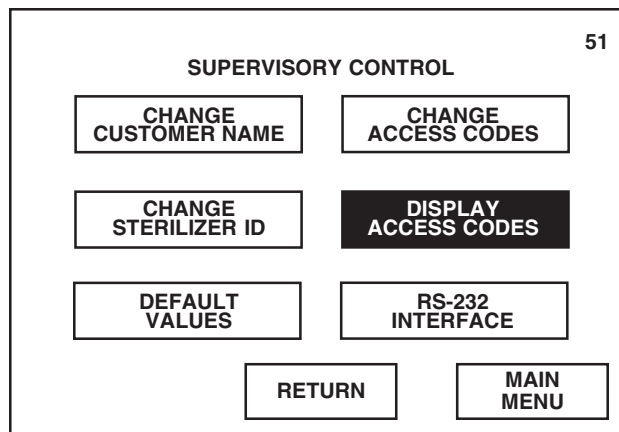 51
SUPERVISORY CONTROL
CHANGE
CUSTOMER NAME
CHANGE
ACCESS CODES
CHANGE
STERILIZER ID
DISPLAY
ACCESS CODES
DEFAULT
VALUES
RS-232
INTERFACE
RETURN
MAIN
MENU